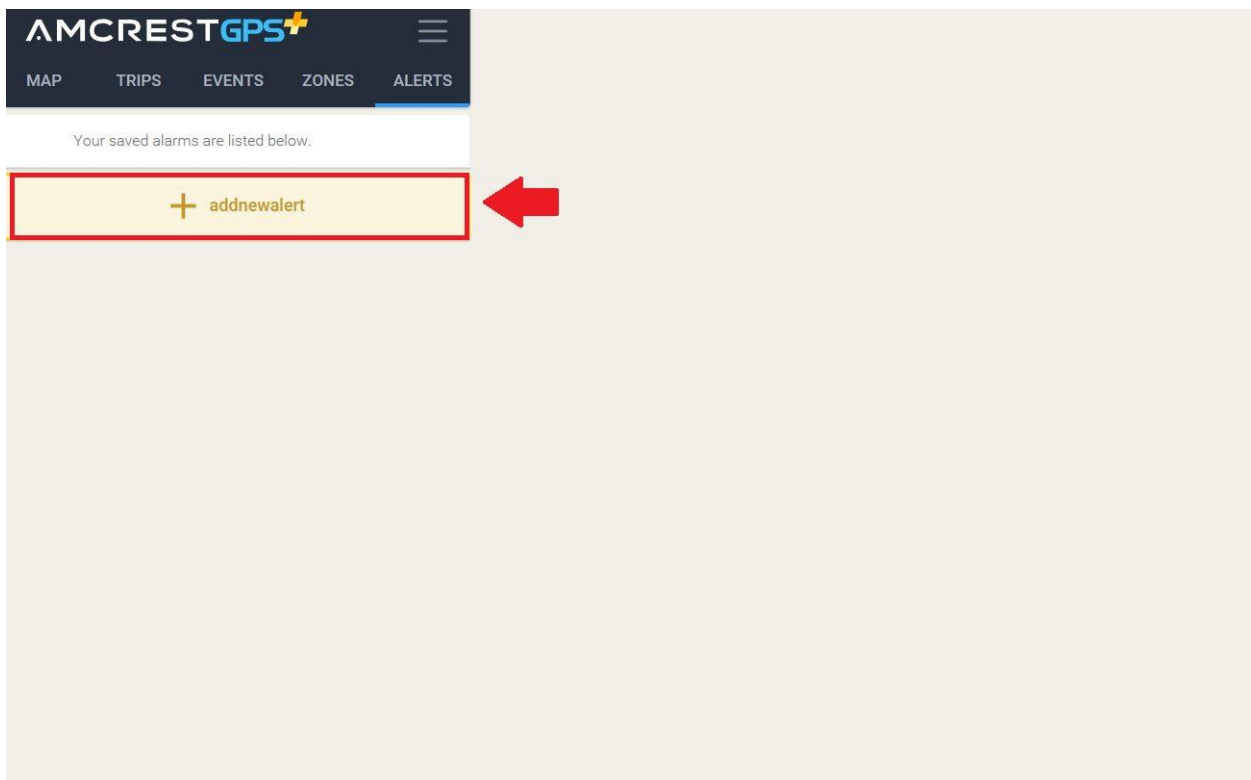 AMCRESTGPS+
MAP TRIPS EVENTS ZONES ALERTS
Your saved alarms are listed below.
+ addnewalert